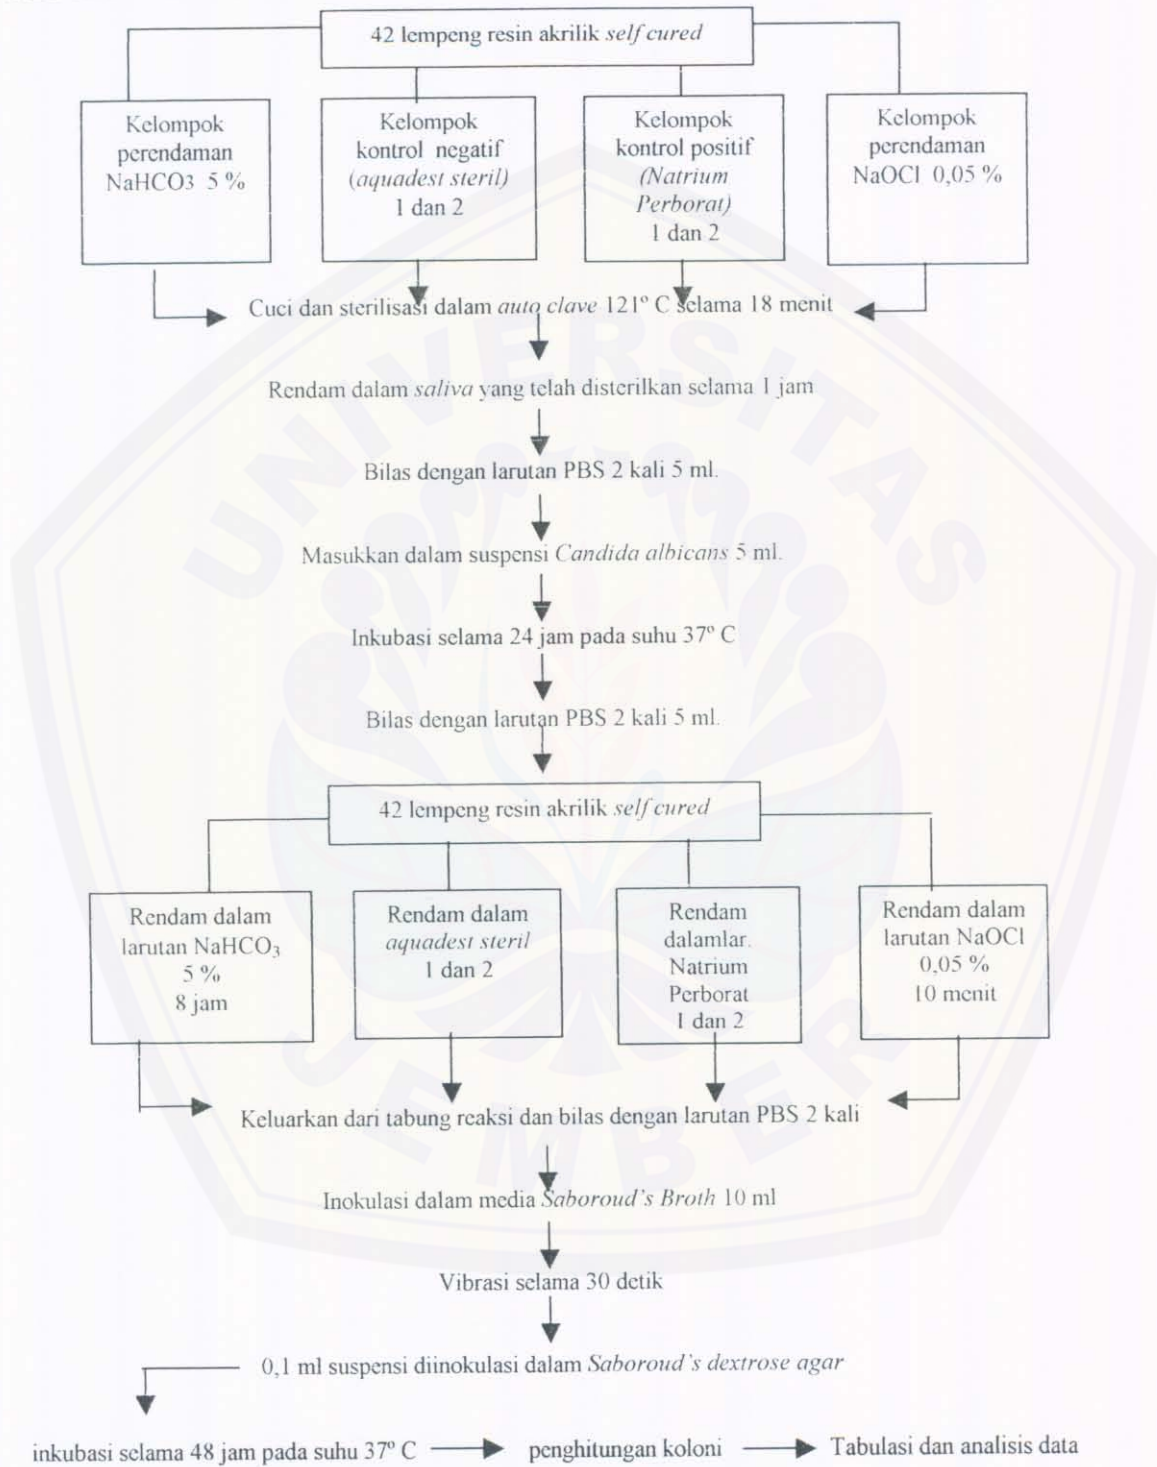 42 lempeng resin akrilik self cured
Kelompok
perendaman
NaHCO3 5 %
Kelompok
kontrol negatif
(aquadest steril)
1 dan 2
Kelompok
kontrol positif
(Natrium
Perborat)
1 dan 2
Kelompok
perendaman
NaOCl 0,05 %
Cuci dan sterilisasi dalam auto clave 121° C selama 18 menit
Rendam dalam saliva yang telah disterilkan selama 1 jam
Bilas dengan larutan PBS 2 kali 5 ml.
Masukkan dalam suspensi Candida albicans 5 ml.
Inkubasi selama 24 jam pada suhu 37° C
Bilas dengan larutan PBS 2 kali 5 ml.
42 lempeng resin akrilik self cured
Rendam dalam
larutan NaHCO₃
5 %
8 jam
Rendam dalam
aquadest steril
1 dan 2
Rendam
dalamlar.
Natrium
Perborat
1 dan 2
Rendam dalam
larutan NaOCl
0,05 %
10 menit
Keluarkan dari tabung reaksi dan bilas dengan larutan PBS 2 kali
Inokulasi dalam media Saboroud's Broth 10 ml
Vibrasi selama 30 detik
0,1 ml suspensi diinokulasi dalam Saboroud's dextrose agar
inkubasi selama 48 jam pada suhu 37° C penghitungan koloni Tabulasi dan analisis data
UNIVERSITAS
JEMBER